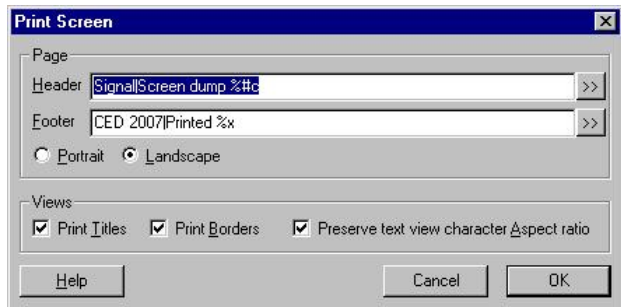 Print Screen
Page
Header Signal|Screen dump %#c >>
Footer CED 2007|Printed %x >>
Portrait Landscape
Views
Print Titles Print Borders Preserve text view character Aspect ratio
Help Cancel OK